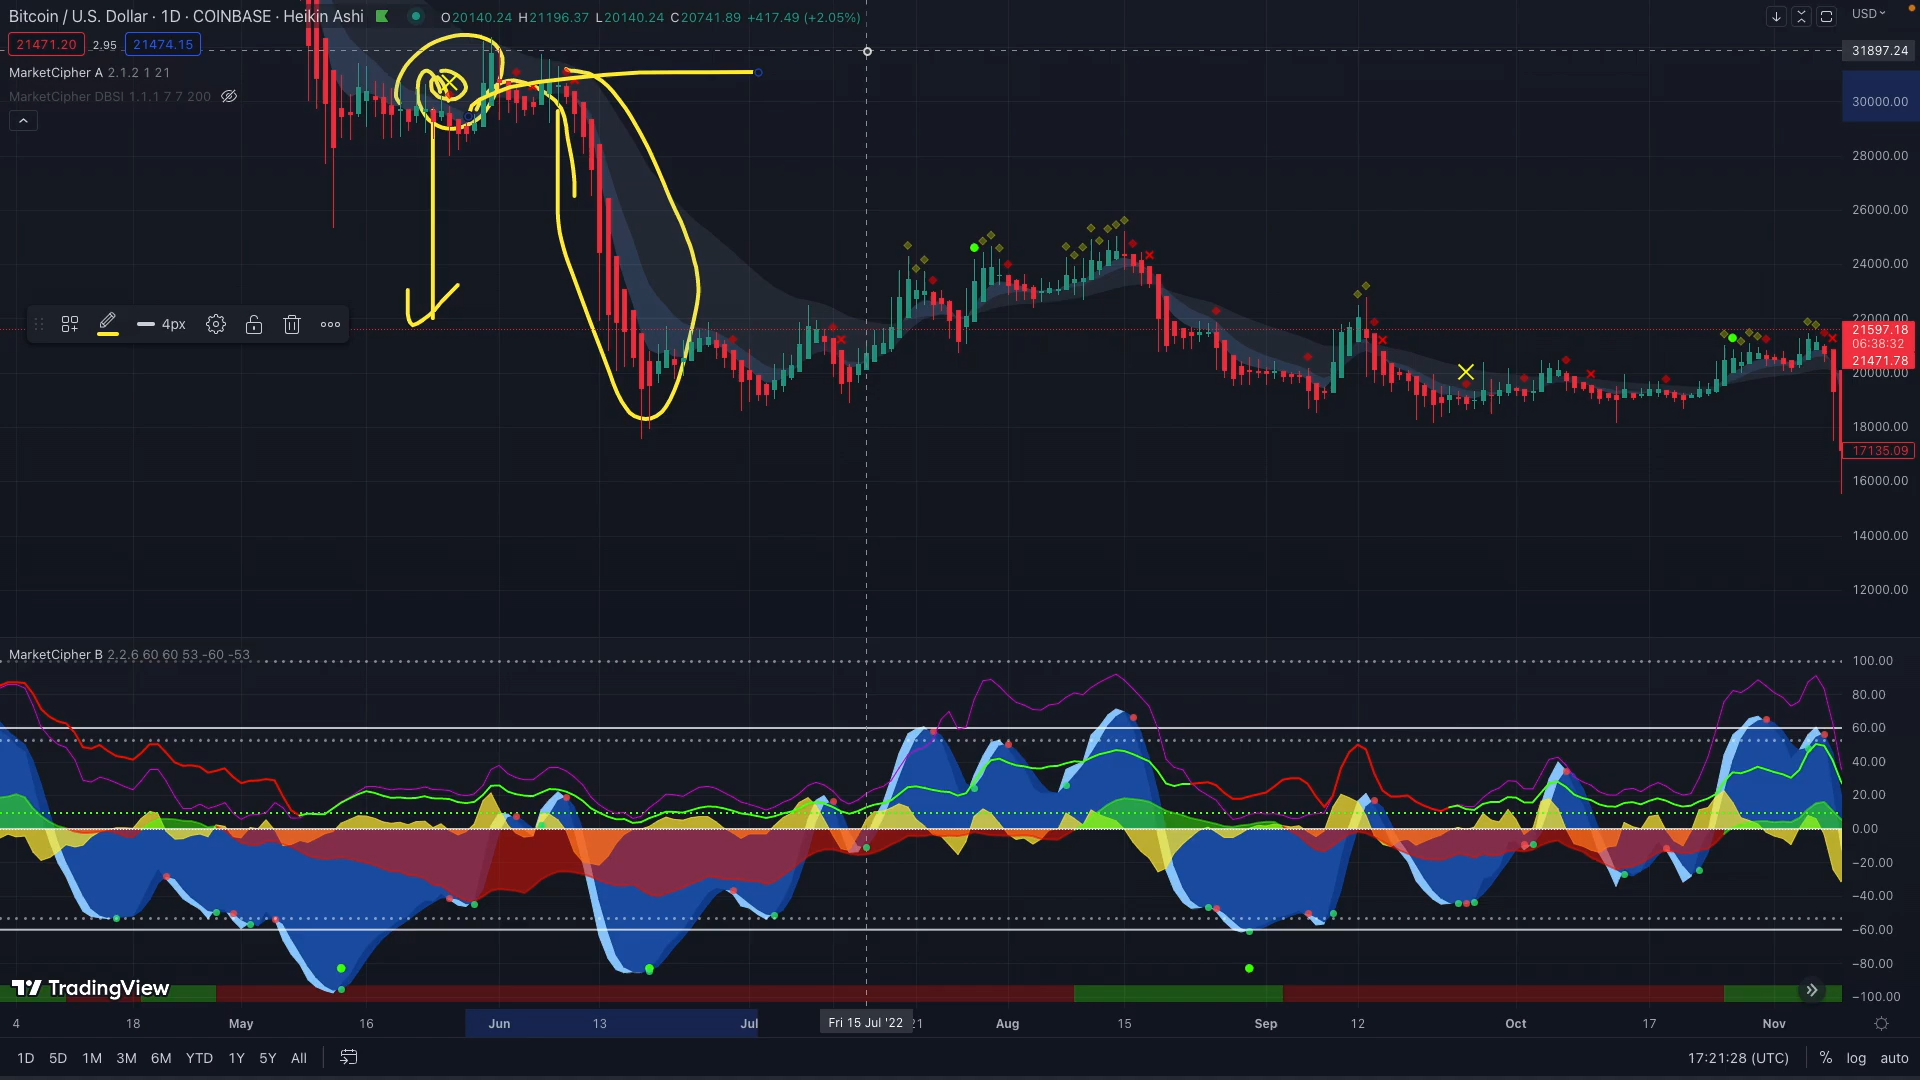 Bitcoin / U.S. Dollar · 1D · COINBASE · Heikin Ashi O20140.24 H21196.37 L20140.24 C20741.89 +417.49 (+2.05%)
USD
21471.20 2.95 21474.15
31897.24
MarketCipher A 2.1.2 1 21
MarketCipher DBSI 1.1.1 7 7 200
30000.00
28000.00
26000.00
24000.00
22000.00
4px
21597.18
06:38:32
21471.78
20000.00
18000.00
17135.09
16000.00
14000.00
12000.00
MarketCipher B 2.2.6 60 60 53 -60 -53
100.00
80.00
60.00
40.00
20.00
0.00
−20.00
−40.00
−60.00
−80.00
−100.00
TradingView
4 18 May 16 Jun 13 Jul Fri 15 Jul '22 21 Aug 15 Sep 12 Oct 17 Nov
1D 5D 1M 3M 6M YTD 1Y 5Y All 17:21:28 (UTC) % log auto